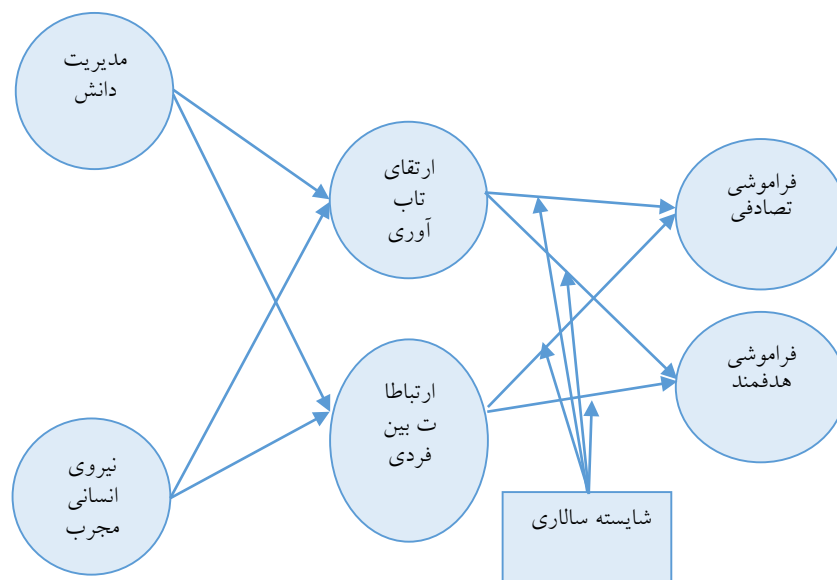 مدیریت
دانش
ارتقای
تاب
آوری
فراموشی
تصادفی
ارتباطا
ت بین
فردی
فراموشی
هدفمند
نیروی
انسانی
مجرب
شایسته سالاری